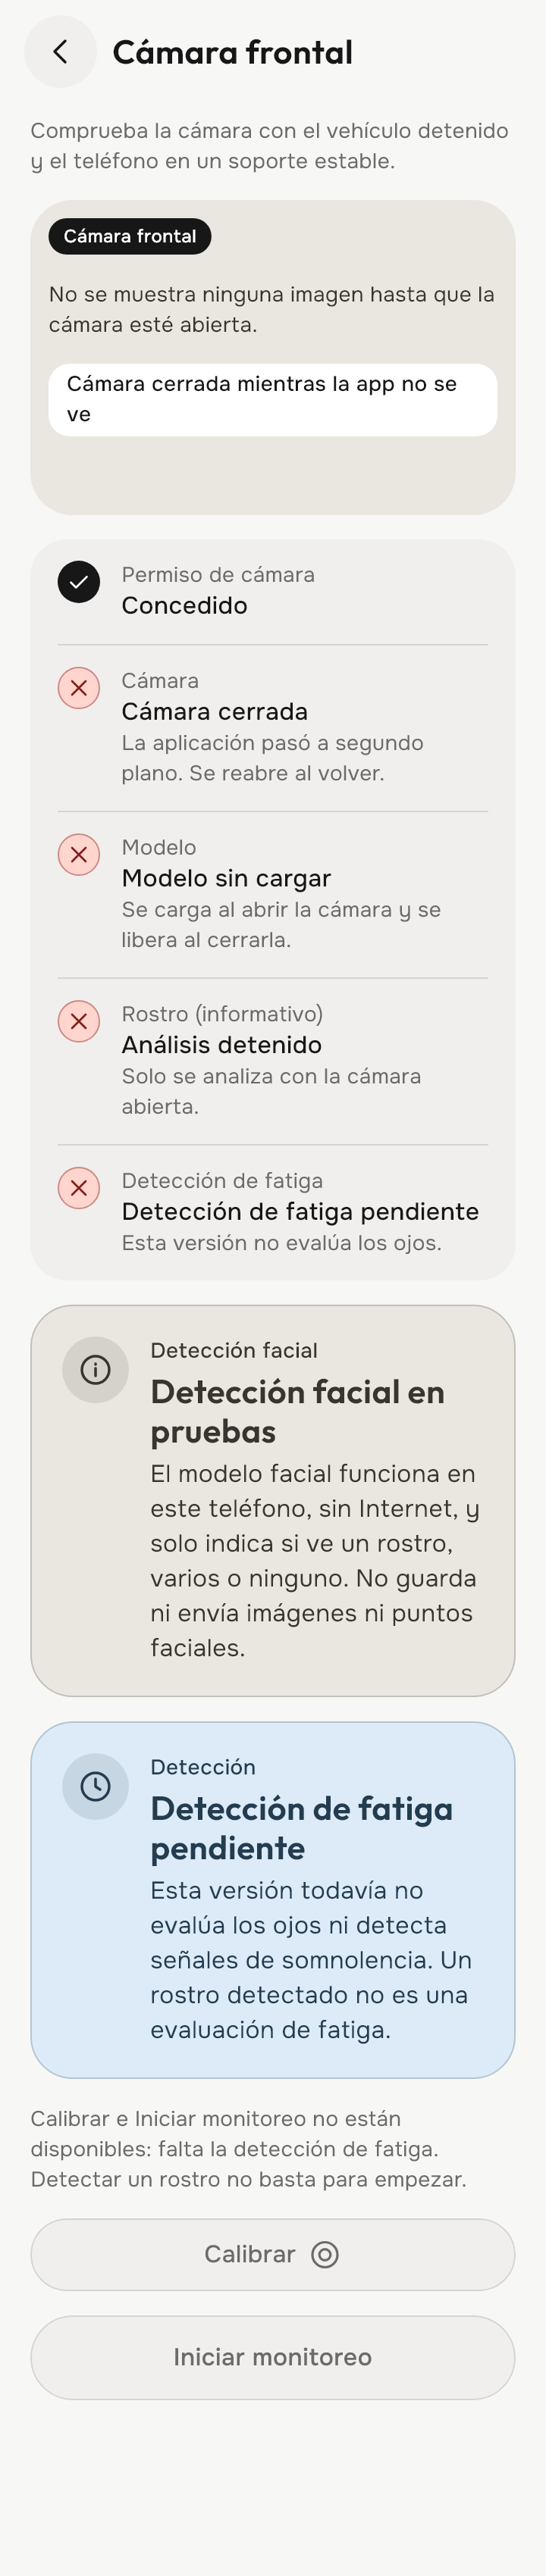 Cámara frontal
Comprueba la cámara con el vehículo detenido
y el teléfono en un soporte estable.
Cámara frontal
No se muestra ninguna imagen hasta que la
cámara esté abierta.
Cámara cerrada mientras la app no se
ve
Permiso de cámara
Concedido
Cámara
Cámara cerrada
La aplicación pasó a segundo
plano. Se reabre al volver.
Modelo
Modelo sin cargar
Se carga al abrir la cámara y se
libera al cerrarla.
Rostro (informativo)
Análisis detenido
Solo se analiza con la cámara
abierta.
Detección de fatiga
Detección de fatiga pendiente
Esta versión no evalúa los ojos.
Detección facial
Detección facial en
pruebas
El modelo facial funciona en
este teléfono, sin Internet, y
solo indica si ve un rostro,
varios o ninguno. No guarda
ni envía imágenes ni puntos
faciales.
Detección
Detección de fatiga
pendiente
Esta versión todavía no
evalúa los ojos ni detecta
señales de somnolencia. Un
rostro detectado no es una
evaluación de fatiga.
Calibrar e Iniciar monitoreo no están
disponibles: falta la detección de fatiga.
Detectar un rostro no basta para empezar.
Calibrar
Iniciar monitoreo